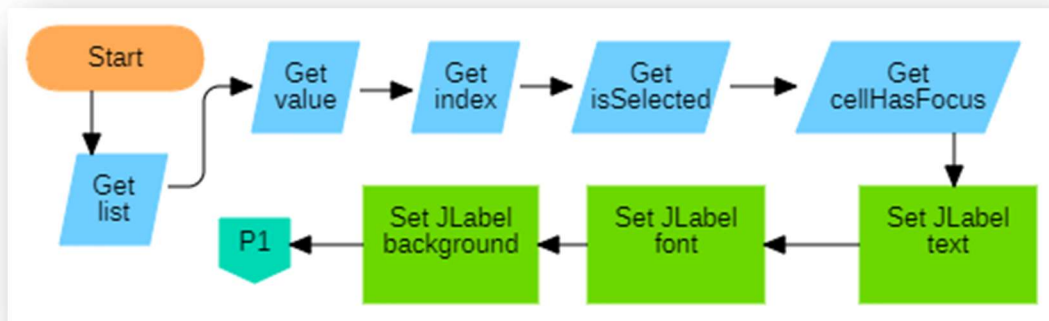 Start
Get
list
Get
value
Get
index
Get
isSelected
Get
cellHasFocus
Set JLabel
text
Set JLabel
font
Set JLabel
background
P1